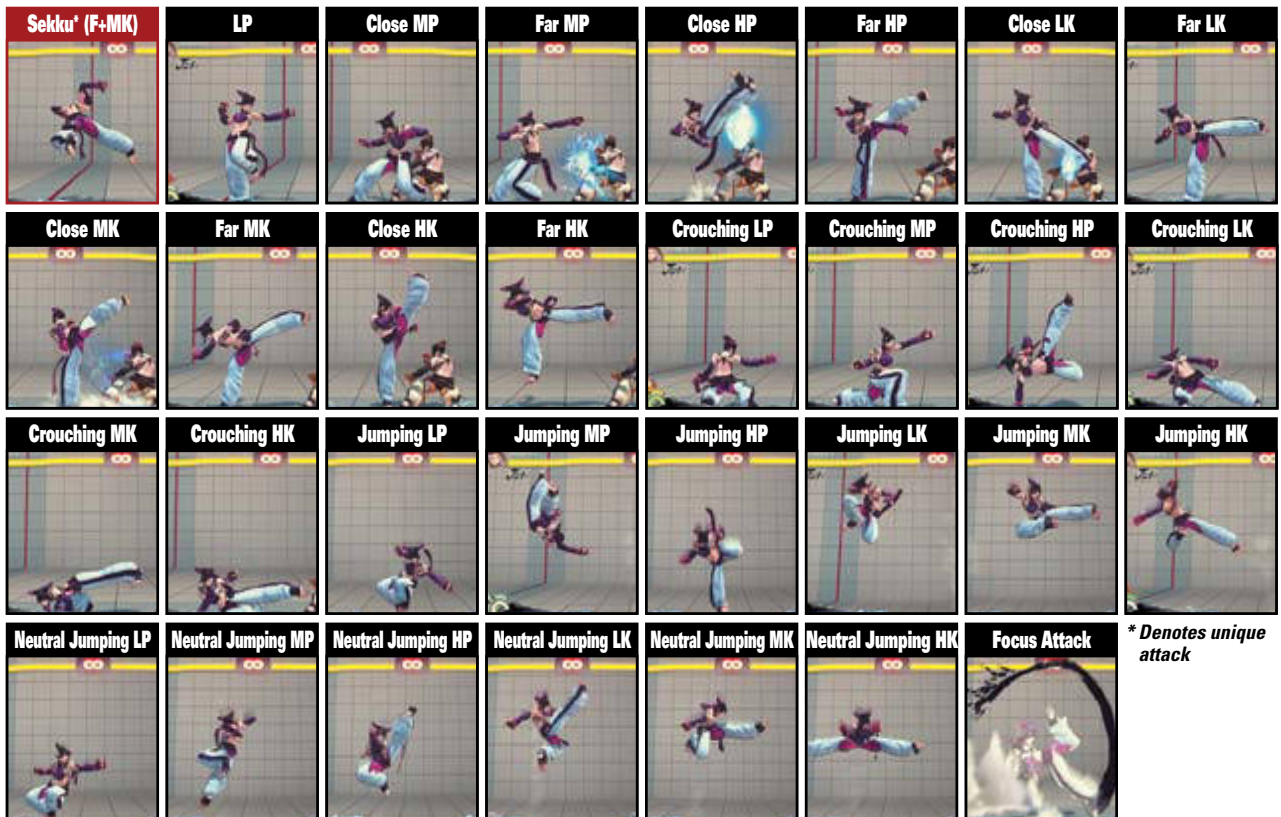 Sekku* (F+MK)
LP
Close MP
Far MP
Close HP
Far HP
Close LK
Far LK
Close MK
Far MK
Close HK
Far HK
Crouching LP
Crouching MP
Crouching HP
Crouching LK
Crouching MK
Crouching HK
Jumping LP
Jumping MP
Jumping HP
Jumping LK
Jumping MK
Jumping HK
Neutral Jumping LP
Neutral Jumping MP
Neutral Jumping HP
Neutral Jumping LK
Neutral Jumping MK
Neutral Jumping HK
Focus Attack
* Denotes unique
attack